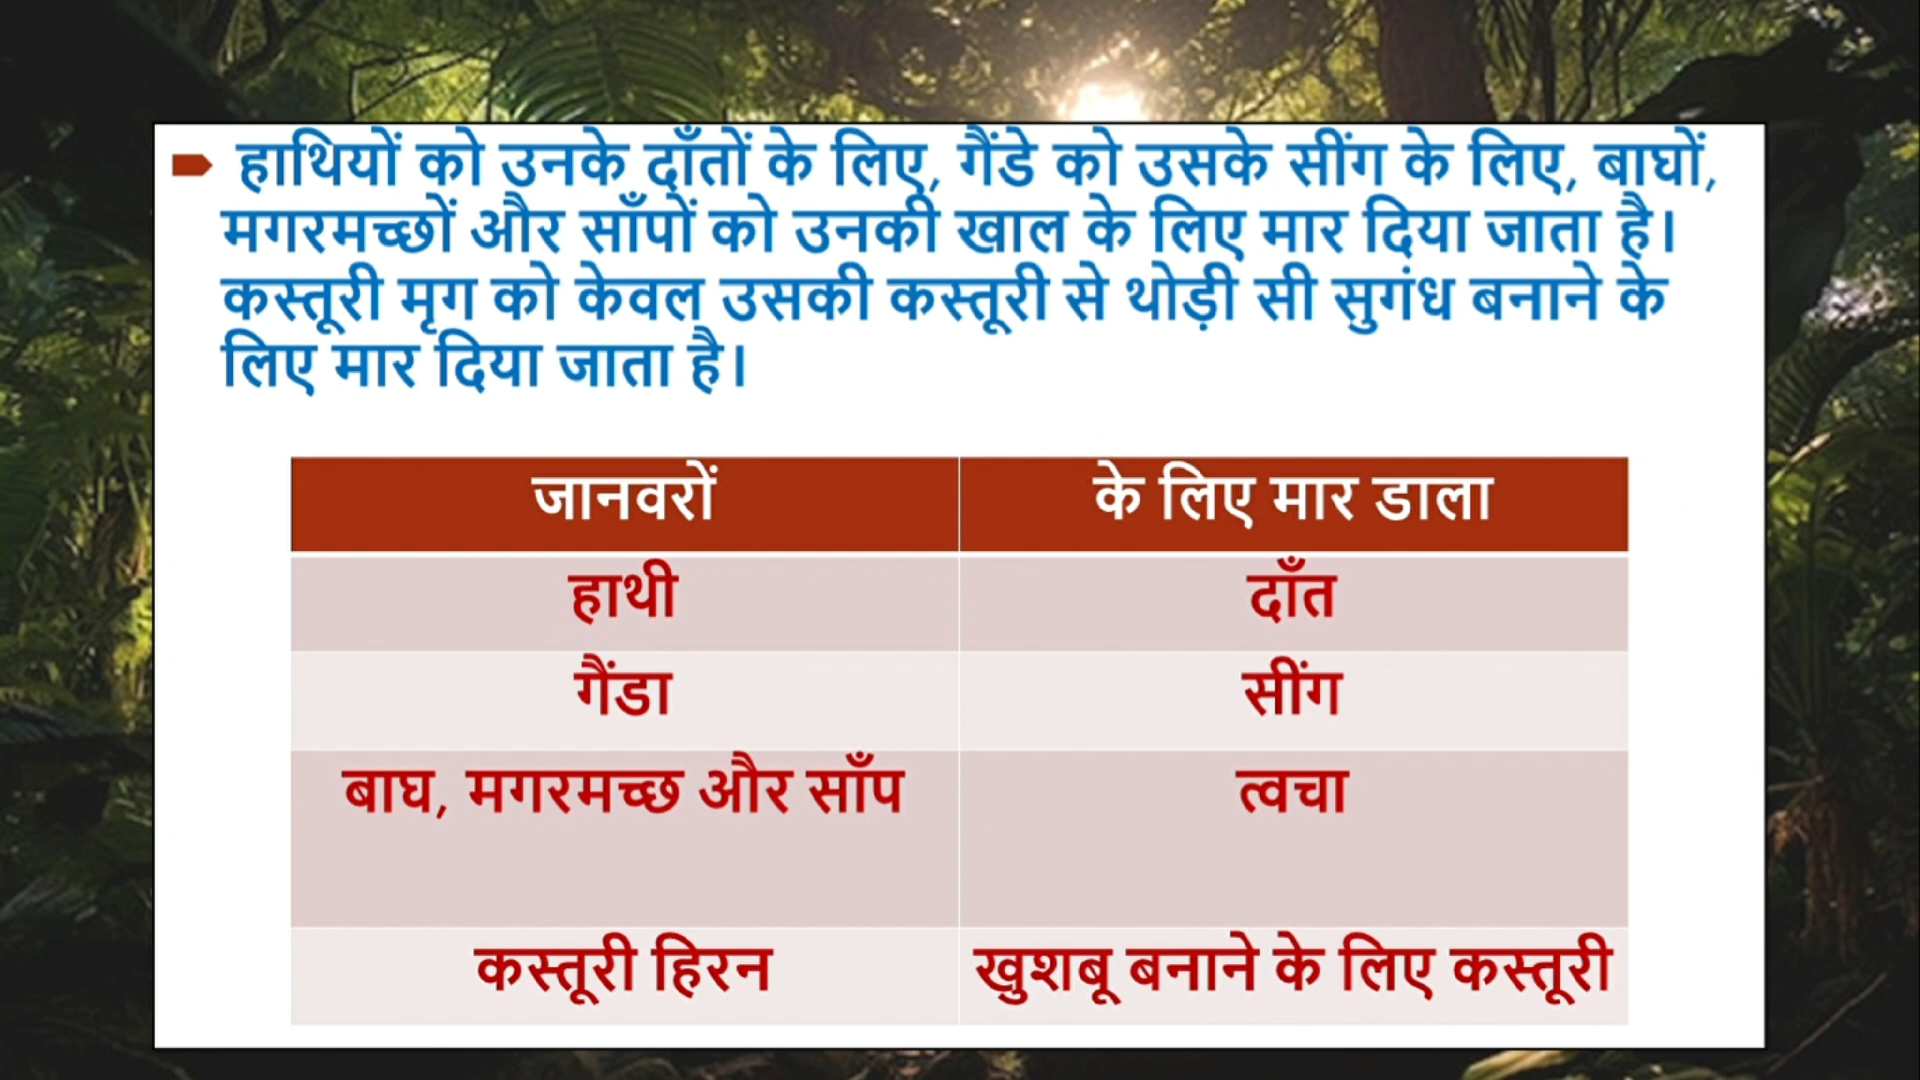 हाथियों को उनके दाँतों के लिए, गैंडे को उसके सींग के लिए, बाघों,
मगरमच्छों और साँपों को उनकी खाल के लिए मार दिया जाता है।
कस्तूरी मृग को केवल उसकी कस्तूरी से थोड़ी सी सुगंध बनाने के
लिए मार दिया जाता है।
जानवरों के लिए मार डाला
हाथी दाँत
गैंडा सींग
बाघ, मगरमच्छ और साँप त्वचा
कस्तूरी हिरन खुशबू बनाने के लिए कस्तूरी